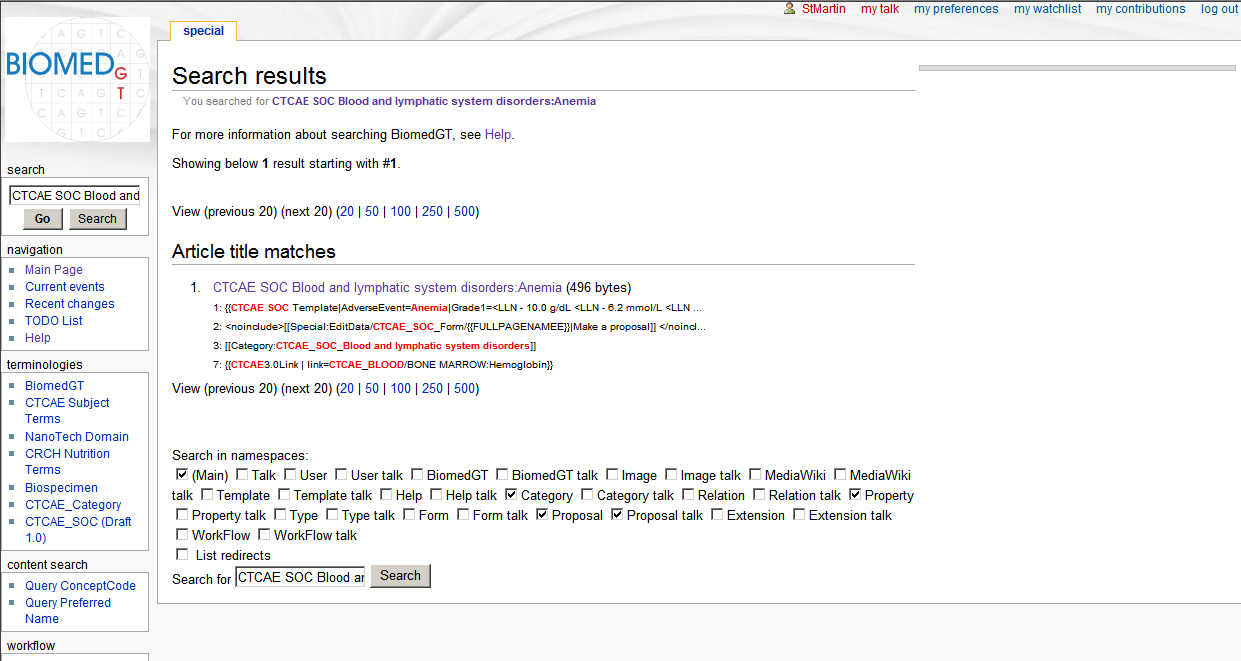 StMartin my talk my preferences my watchlist my contributions log out
BIOMEDGT
special
Search results
You searched for CTCAE SOC Blood and lymphatic system disorders:Anemia
For more information about searching BiomedGT, see Help.
Showing below 1 result starting with #1.
View (previous 20) (next 20) (20 | 50 | 100 | 250 | 500)
Article title matches
1. CTCAE SOC Blood and lymphatic system disorders:Anemia (496 bytes)
1: {{CTCAE SOC Template|AdverseEvent=Anemia|Grade1=<LLN - 10.0 g/dL <LLN - 6.2 mmol/L <LLN ...
2: <noinclude>[[Special:EditData/CTCAE_SOC_Form/{{FULLPAGENAMEE}}|Make a proposal]] </noincl...
3: [[Category:CTCAE_SOC_Blood and lymphatic system disorders]]
7: {{CTCAE3.0Link | link=CTCAE_BLOOD/BONE MARROW:Hemoglobin}}
View (previous 20) (next 20) (20 | 50 | 100 | 250 | 500)
Search in namespaces:
(Main) Talk User User talk BiomedGT BiomedGT talk Image Image talk MediaWiki MediaWiki
talk Template Template talk Help Help talk Category Category talk Relation Relation talk Property
Property talk Type Type talk Form Form talk Proposal Proposal talk Extension Extension talk
WorkFlow WorkFlow talk
List redirects
Search for CTCAE SOC Blood ar Search
search
CTCAE SOC Blood and
Go Search
navigation
Main Page
Current events
Recent changes
TODO List
Help
terminologies
BiomedGT
CTCAE Subject
Terms
NanoTech Domain
CRCH Nutrition
Terms
Biospecimen
CTCAE_Category
CTCAE_SOC (Draft
1.0)
content search
Query ConceptCode
Query Preferred
Name
workflow